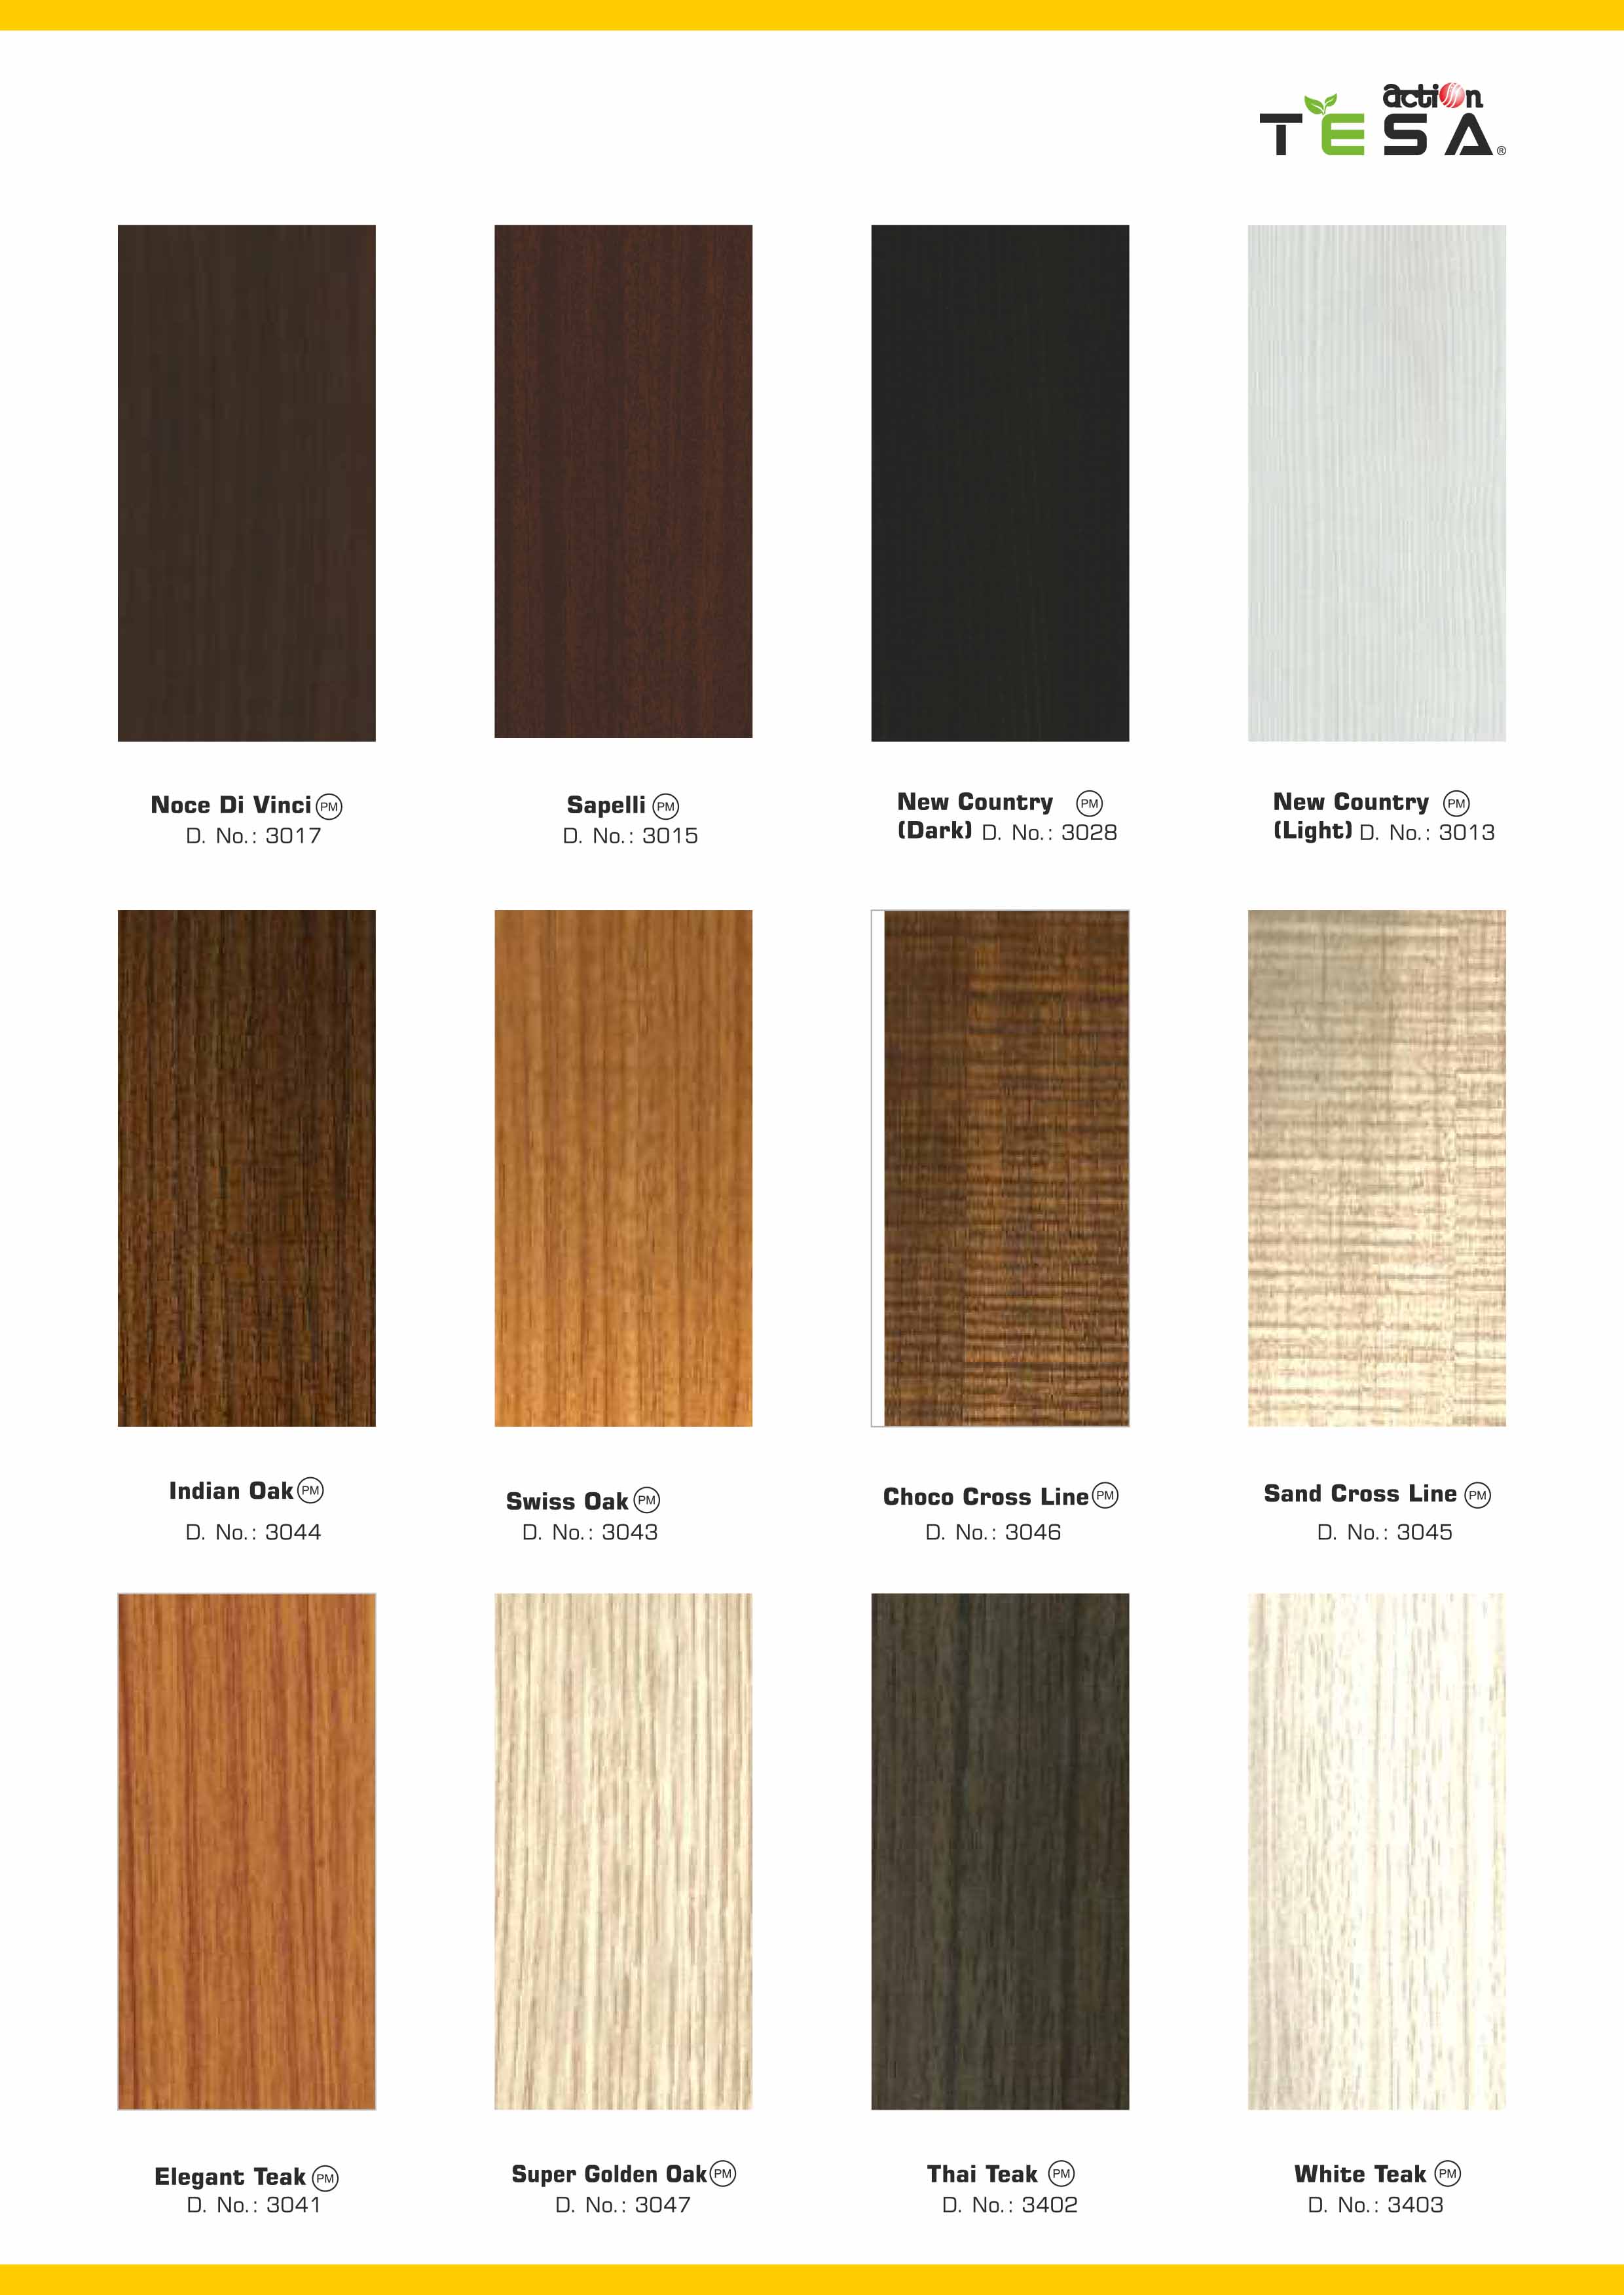 action
TESA®
Noce Di Vinci PM
D. No.: 3017
Sapelli PM
D. No.: 3015
New Country PM
(Dark) D. No.: 3028
New Country PM
(Light) D. No.: 3013
Indian Oak PM
D. No.: 3044
Swiss Oak PM
D. No.: 3043
Choco Cross Line PM
D. No.: 3046
Sand Cross Line PM
D. No.: 3045
Elegant Teak PM
D. No.: 3041
Super Golden Oak PM
D. No.: 3047
Thai Teak PM
D. No.: 3402
White Teak PM
D. No.: 3403